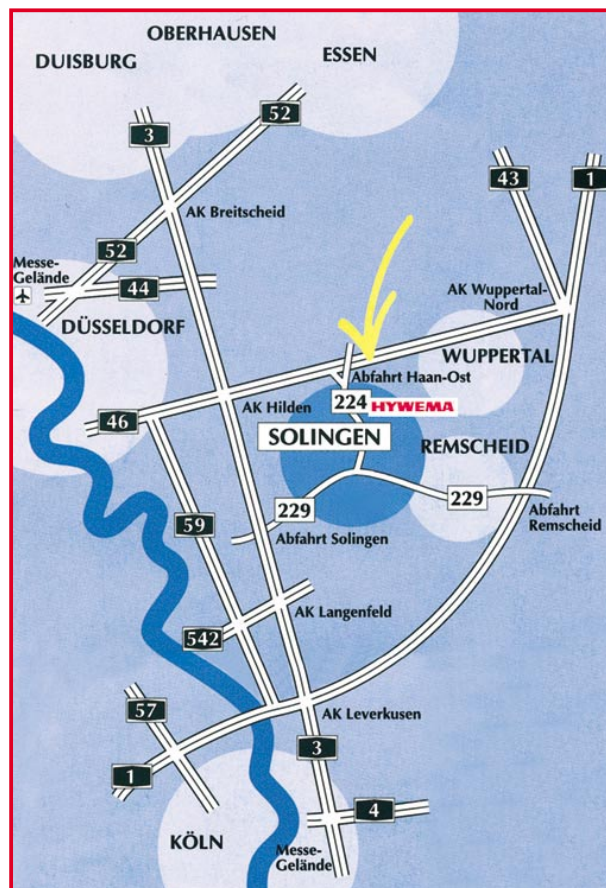 OBERHAUSEN
DUISBURG
ESSEN
52
3
43
1
AK Breitscheid
52
Messe-
Gelände
44
AK Wuppertal-
Nord
DÜSSELDORF
WUPPERTAL
Abfahrt Haan-Ost
46
AK Hilden
224
HYWEMA
SOLINGEN
REMSCHEID
59
229
229
Abfahrt
Remscheid
Abfahrt Solingen
AK Langenfeld
542
57
AK Leverkusen
1
3
4
KÖLN
Messe-
Gelände